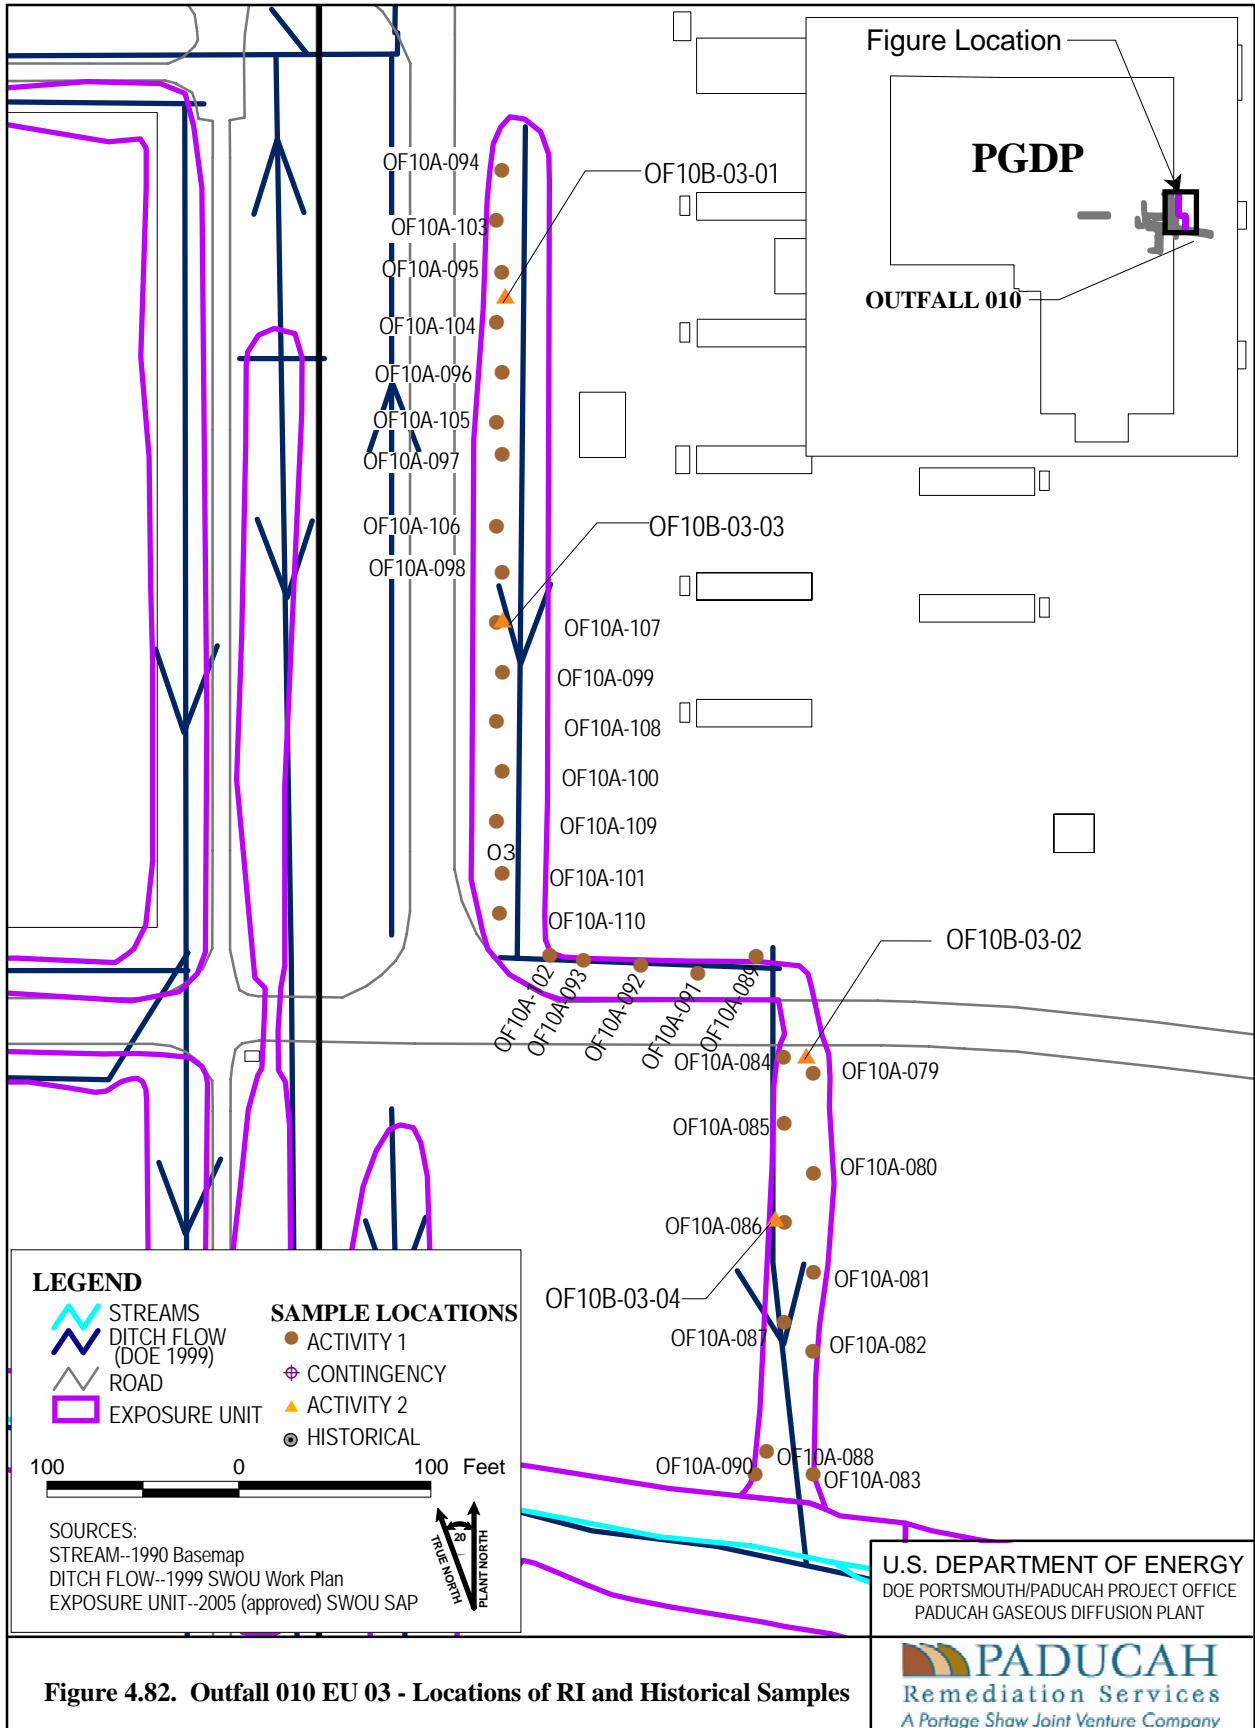 Figure Location
PGDP
OUTFALL 010
OF10A-094
OF10B-03-01
OF10A-103
OF10A-095
OF10A-104
OF10A-096
OF10A-105
OF10A-097
OF10A-106
OF10B-03-03
OF10A-098
OF10A-107
OF10A-099
OF10A-108
OF10A-100
OF10A-109
03
OF10A-101
OF10A-110
OF10B-03-02
OF10A-102
OF10A-093
OF10A-092
OF10A-091
OF10A-089
OF10A-084
OF10A-079
OF10A-085
OF10A-080
OF10A-086
OF10A-081
OF10B-03-04
OF10A-087
OF10A-082
OF10A-088
OF10A-090
OF10A-083
LEGEND
STREAMS
DITCH FLOW
(DOE 1999)
ROAD
EXPOSURE UNIT
SAMPLE LOCATIONS
ACTIVITY 1
CONTINGENCY
ACTIVITY 2
HISTORICAL
100 0 100 Feet
SOURCES:
STREAM--1990 Basemap
DITCH FLOW--1999 SWOU Work Plan
EXPOSURE UNIT--2005 (approved) SWOU SAP
20
TRUE NORTH
PLANT NORTH
U.S. DEPARTMENT OF ENERGY
DOE PORTSMOUTH/PADUCAH PROJECT OFFICE
PADUCAH GASEOUS DIFFUSION PLANT
Figure 4.82. Outfall 010 EU 03 - Locations of RI and Historical Samples
PADUCAH
Remediation Services
A Portage Shaw Joint Venture Company